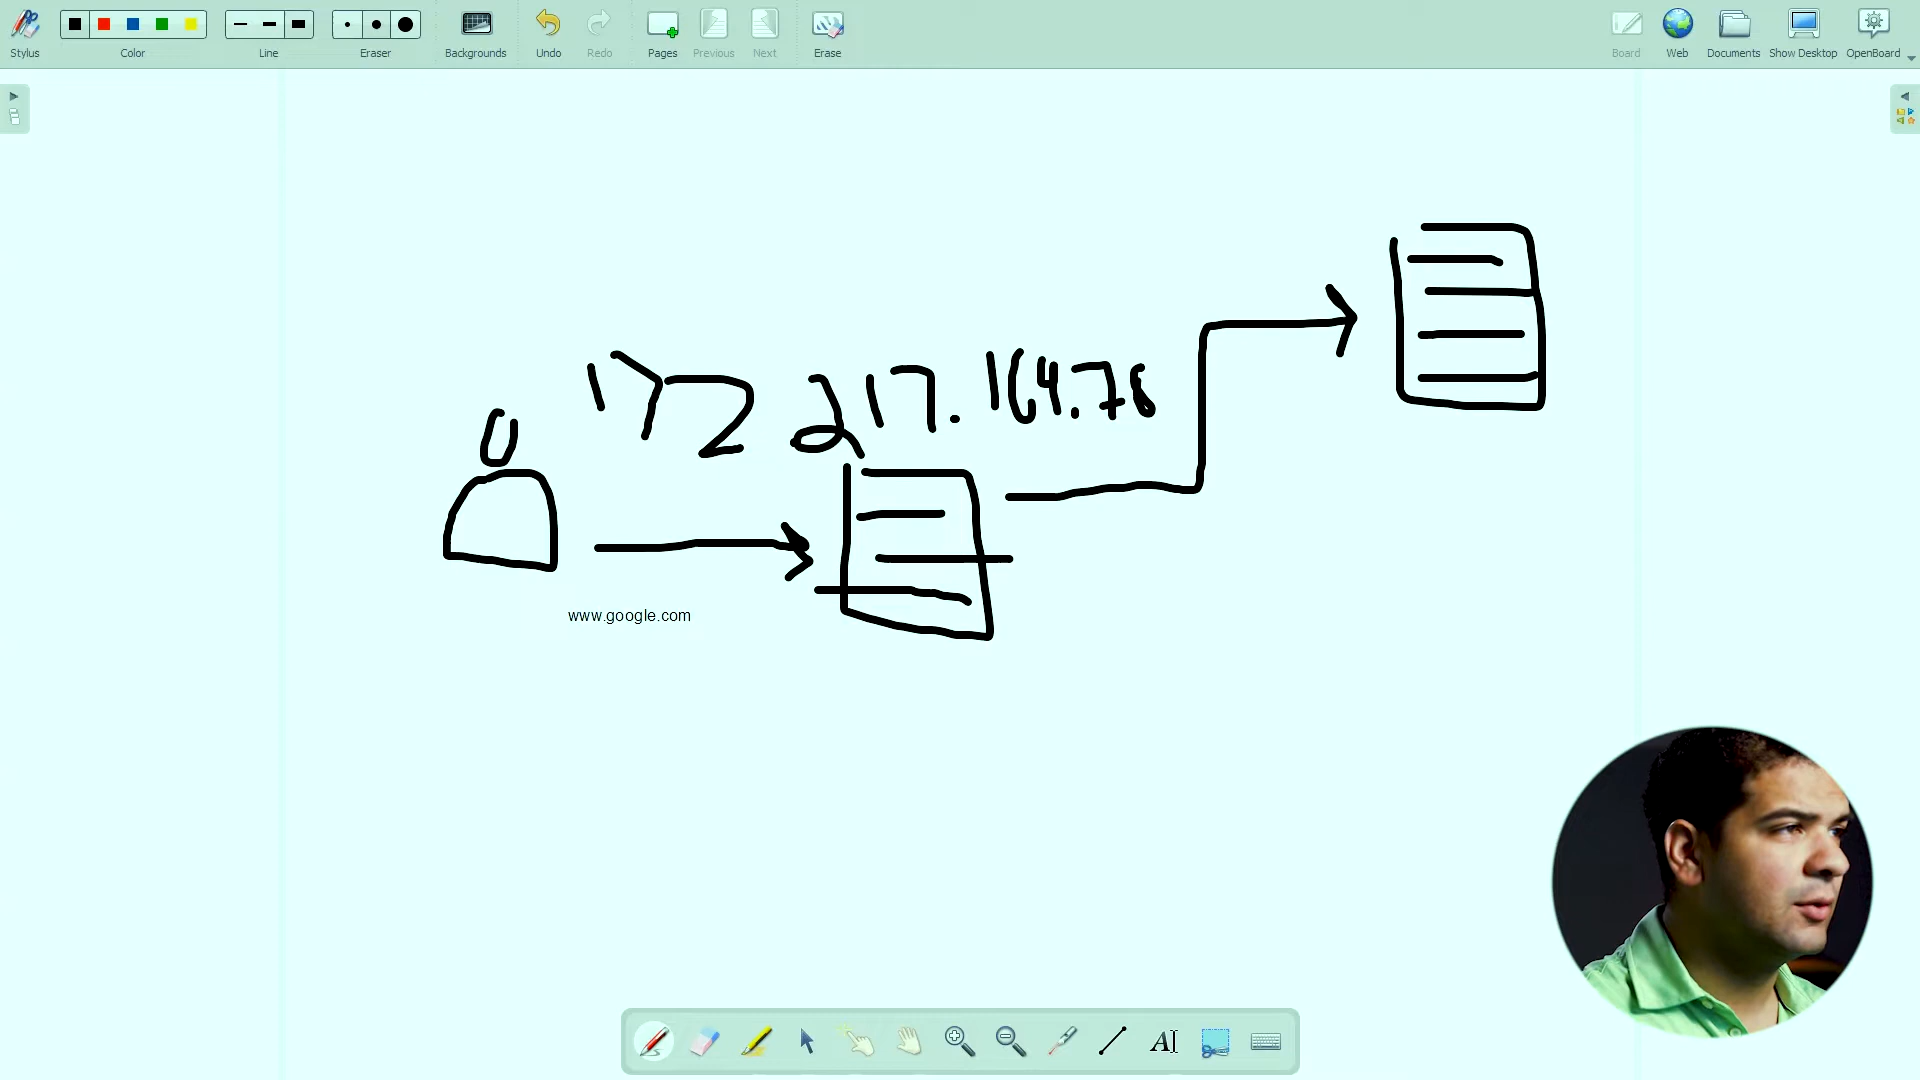 Stylus
Color
Line
Eraser
Backgrounds
Undo
Redo
Pages
Previous
Next
Erase
Board
Web
Documents
Show Desktop
OpenBoard
172 217.164.78
www.google.com
AI